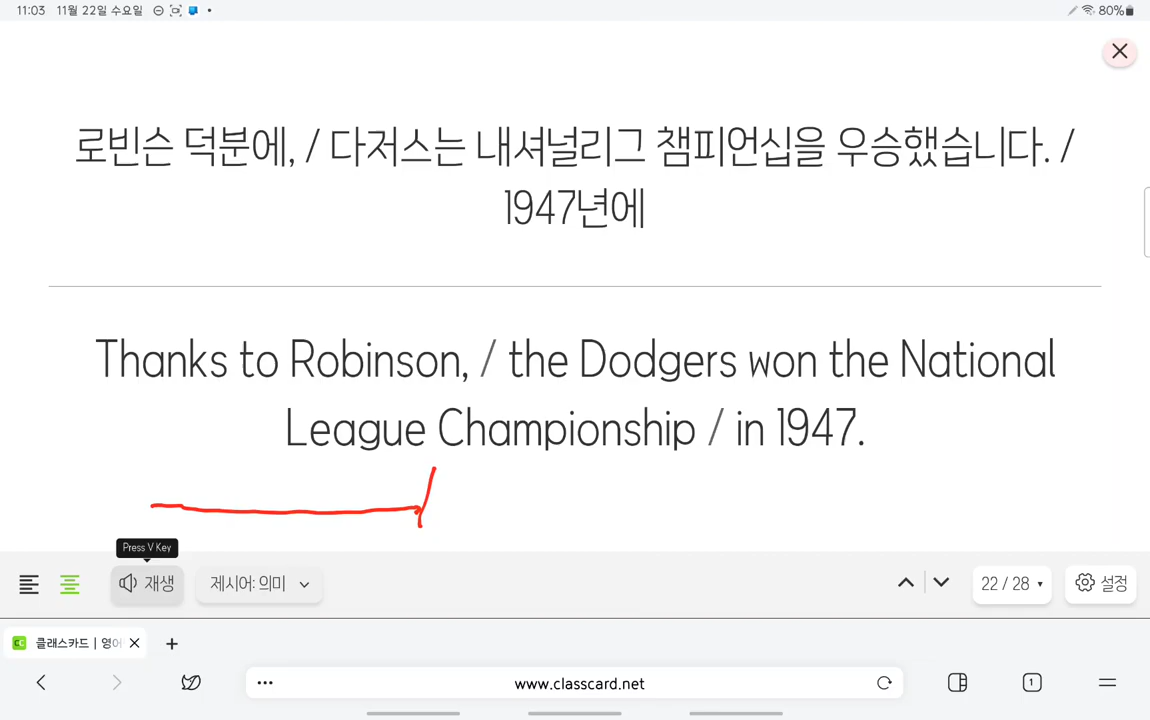 11:03 11월 22일 수요일 80%
로빈슨 덕분에, / 다저스는 내셔널리그 챔피언십을 우승했습니다. /
1947년에
Thanks to Robinson, / the Dodgers won the National
League Championship / in 1947.
Press V Key
재생 제시어: 의미 22 / 28 설정
클래스카드 | 영어
www.classcard.net 1